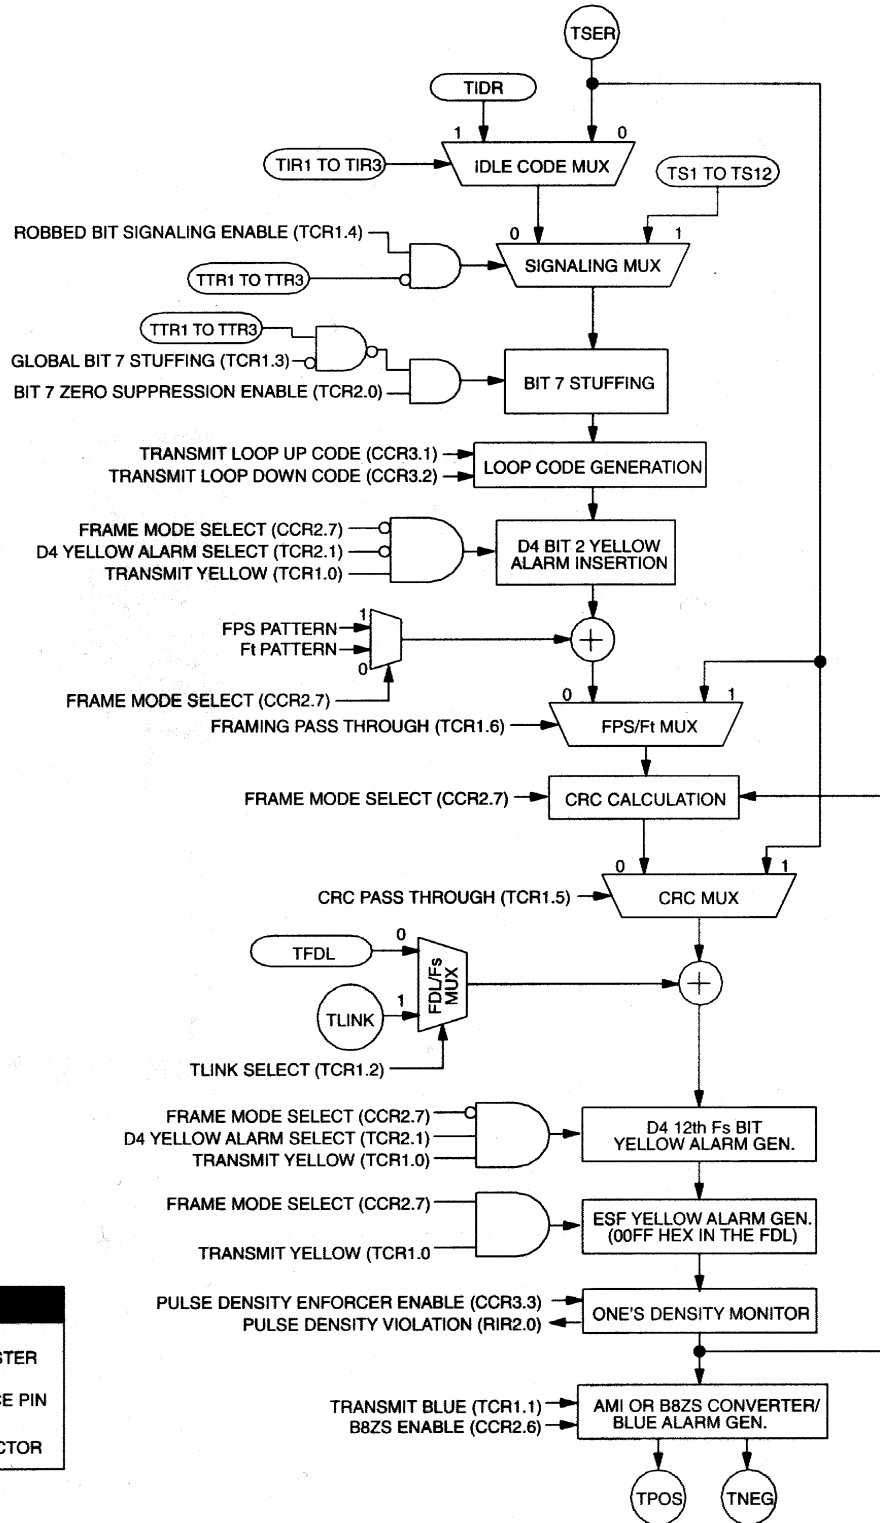 TSER
TIDR
1
0
TIR1 TO TIR3
IDLE CODE MUX
TS1 TO TS12
ROBBED BIT SIGNALING ENABLE (TCR1.4)
0
1
TTR1 TO TTR3
SIGNALING MUX
TTR1 TO TTR3
GLOBAL BIT 7 STUFFING (TCR1.3)
BIT 7 ZERO SUPPRESSION ENABLE (TCR2.0)
BIT 7 STUFFING
TRANSMIT LOOP UP CODE (CCR3.1)
TRANSMIT LOOP DOWN CODE (CCR3.2)
LOOP CODE GENERATION
FRAME MODE SELECT (CCR2.7)
D4 YELLOW ALARM SELECT (TCR2.1)
TRANSMIT YELLOW (TCR1.0)
D4 BIT 2 YELLOW
ALARM INSERTION
1
FPS PATTERN
Ft PATTERN
0
+
FRAME MODE SELECT (CCR2.7)
0
1
FRAMING PASS THROUGH (TCR1.6)
FPS/Ft MUX
FRAME MODE SELECT (CCR2.7)
CRC CALCULATION
0
1
CRC PASS THROUGH (TCR1.5)
CRC MUX
0
TFDL
FDL/Fs
MUX
+
1
TLINK
TLINK SELECT (TCR1.2)
FRAME MODE SELECT (CCR2.7)
D4 YELLOW ALARM SELECT (TCR2.1)
TRANSMIT YELLOW (TCR1.0)
D4 12th Fs BIT
YELLOW ALARM GEN.
FRAME MODE SELECT (CCR2.7)
TRANSMIT YELLOW (TCR1.0
ESF YELLOW ALARM GEN.
(00FF HEX IN THE FDL)
PULSE DENSITY ENFORCER ENABLE (CCR3.3)
PULSE DENSITY VIOLATION (RIR2.0)
ONE'S DENSITY MONITOR
STER
CE PIN
CTOR
TRANSMIT BLUE (TCR1.1)
B8ZS ENABLE (CCR2.6)
AMI OR B8ZS CONVERTER/
BLUE ALARM GEN.
TPOS
TNEG